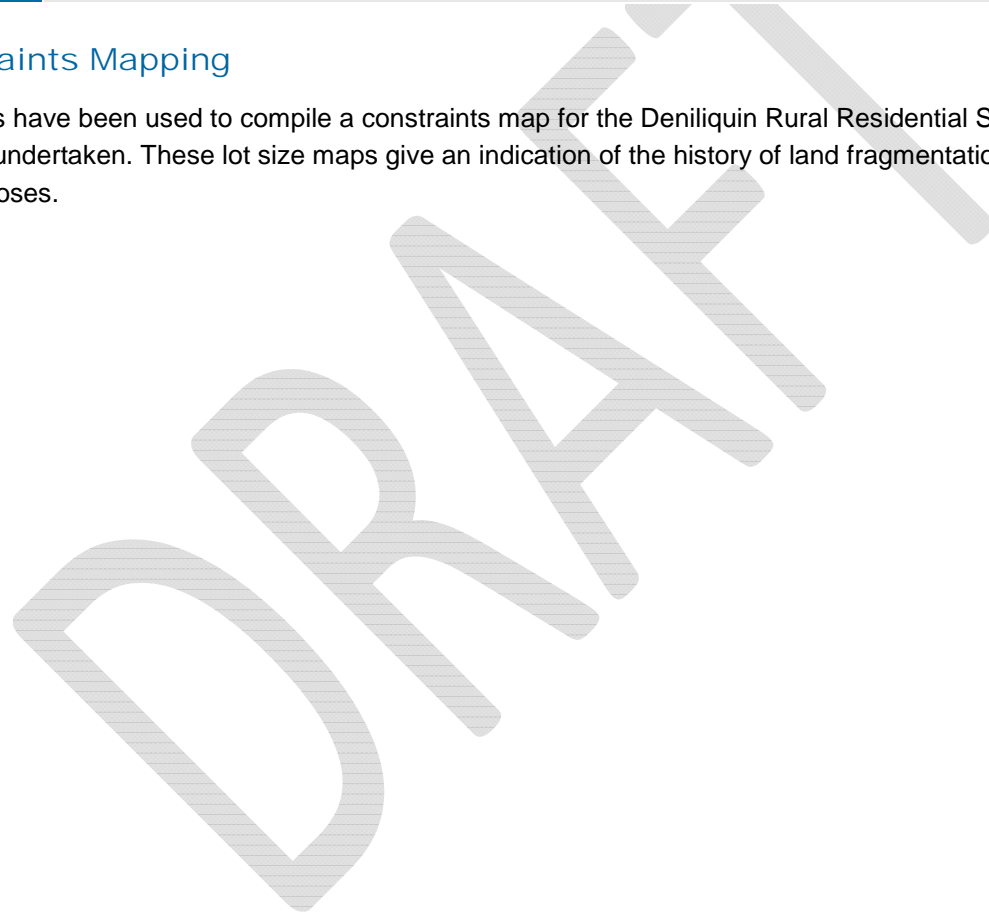 aints Mapping
s have been used to compile a constraints map for the Deniliquin Rural Residential S
undertaken. These lot size maps give an indication of the history of land fragmentatio
oses.
DRAFT